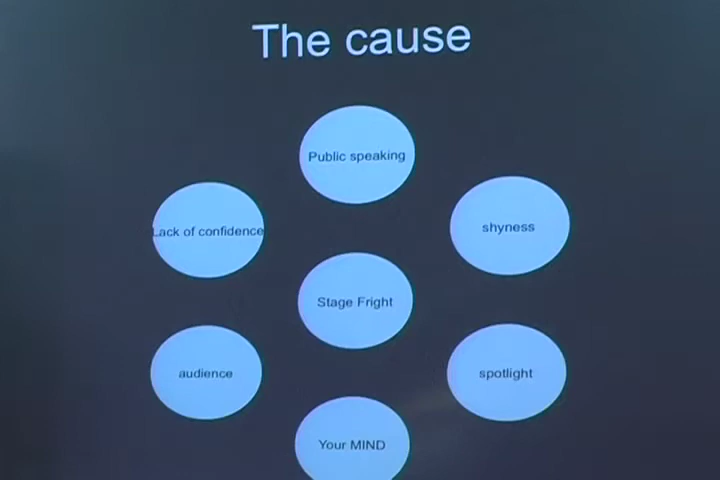 The cause
Public speaking
Lack of confidence
shyness
Stage Fright
audience
spotlight
Your MIND